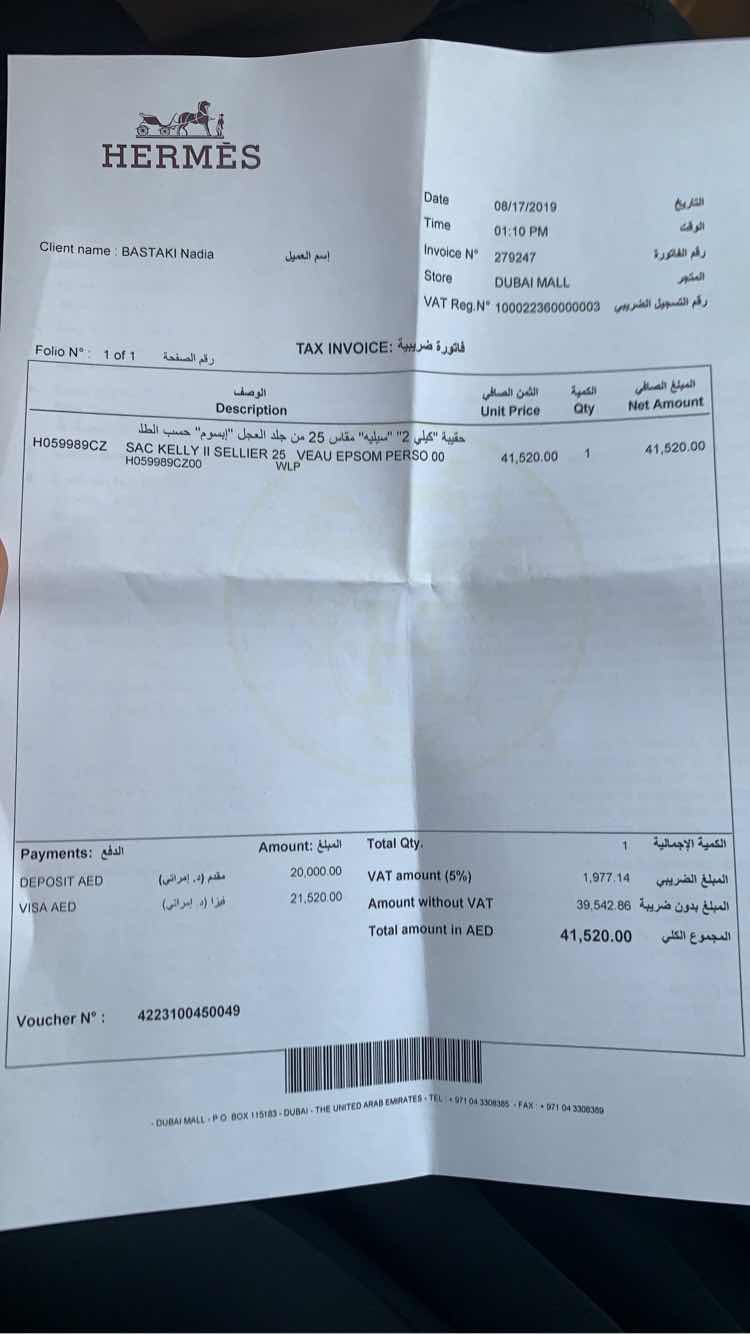 HERMÈS
Date 08/17/2019 التاريخ
Time 01:10 PM الوقت
Client name : BASTAKI Nadia إسم العميل
Invoice N° 279247 رقم الفاتورة
Store DUBAI MALL المتجر
VAT Reg.N° 100022360000003 رقم التسجيل الضريبي
Folio N° : 1 of 1 رقم الصفحة
TAX INVOICE: فاتورة ضريبية
الوصف الثمن الصافي الكمية المبلغ الصافي
Description Unit Price Qty Net Amount
حقيبة "كيلي 2" "سيليه" مقاس 25 من جلد العجل "إبسوم" حسب الطلا
H059989CZ SAC KELLY II SELLIER 25 VEAU EPSOM PERSO 00 41,520.00 1 41,520.00
H059989CZ00 WLP
Payments: الدفع Amount: المبلغ Total Qty. 1 الكمية الإجمالية
DEPOSIT AED مقدم (د. إمراتي) 20,000.00 VAT amount (5%) 1,977.14 المبلغ الضريبي
VISA AED فيزا (د. إمراتي) 21,520.00 Amount without VAT 39,542.86 المبلغ بدون ضريبة
Total amount in AED 41,520.00 المجموع الكلي
Voucher N° : 4223100450049
- DUBAI MALL - P O BOX 115183 - DUBAI - THE UNITED ARAB EMIRATES - TEL : + 971 04 3308385 - FAX : + 971 04 3308389